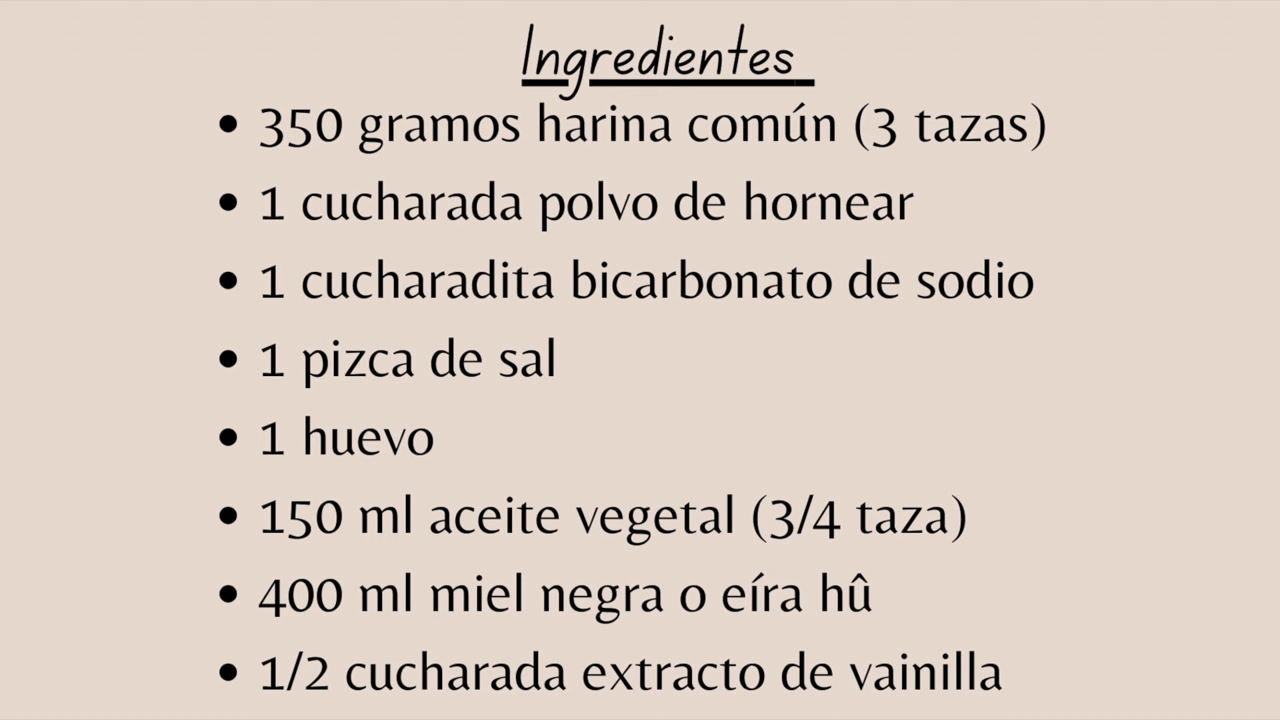 Ingredientes
• 350 gramos harina común (3 tazas)
• 1 cucharada polvo de hornear
• 1 cucharadita bicarbonato de sodio
• 1 pizca de sal
• 1 huevo
• 150 ml aceite vegetal (3/4 taza)
• 400 ml miel negra o eíra hû
• 1/2 cucharada extracto de vainilla